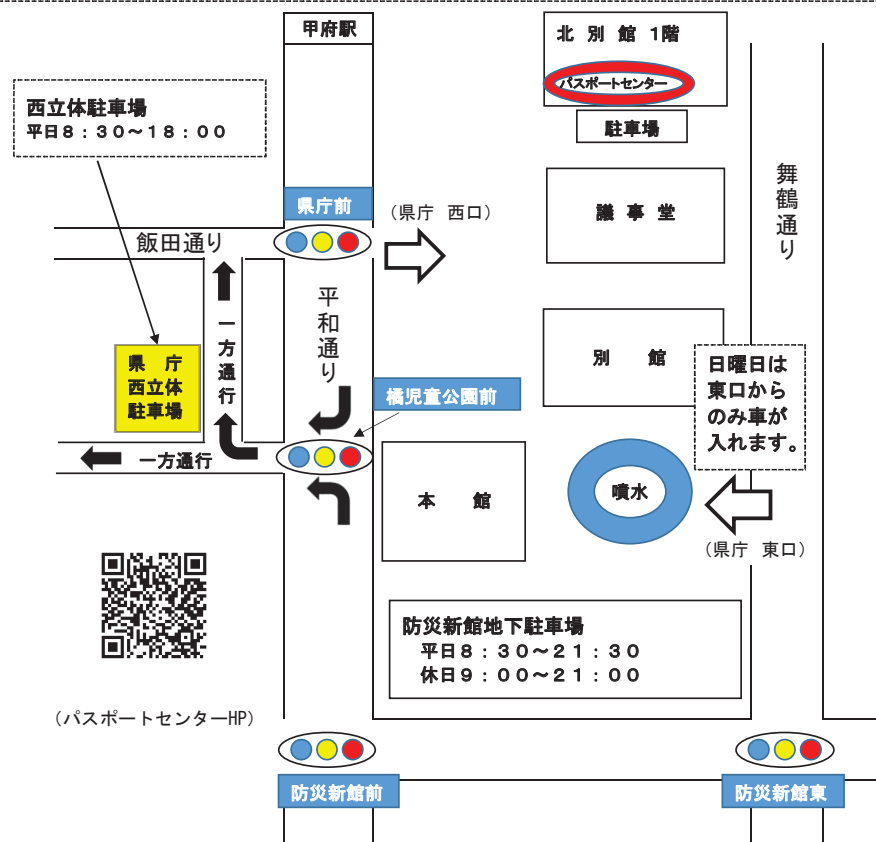 甲府駅
北 別 館 1階
パスポートセンター
駐車場
西立体駐車場
平日８：３０～１８：００
舞鶴通り
県庁前
(県庁 西口)
議 事 堂
飯田通り
平和通り
一方通行
別 館
県 庁
西立体
駐車場
日曜日は
東口から
のみ車が
入れます。
橘児童公園前
一方通行
本 館
噴水
(県庁 東口)
防災新館地下駐車場
平日８：３０～２１：３０
休日９：００～２１：００
(パスポートセンターHP)
防災新館前
防災新館東